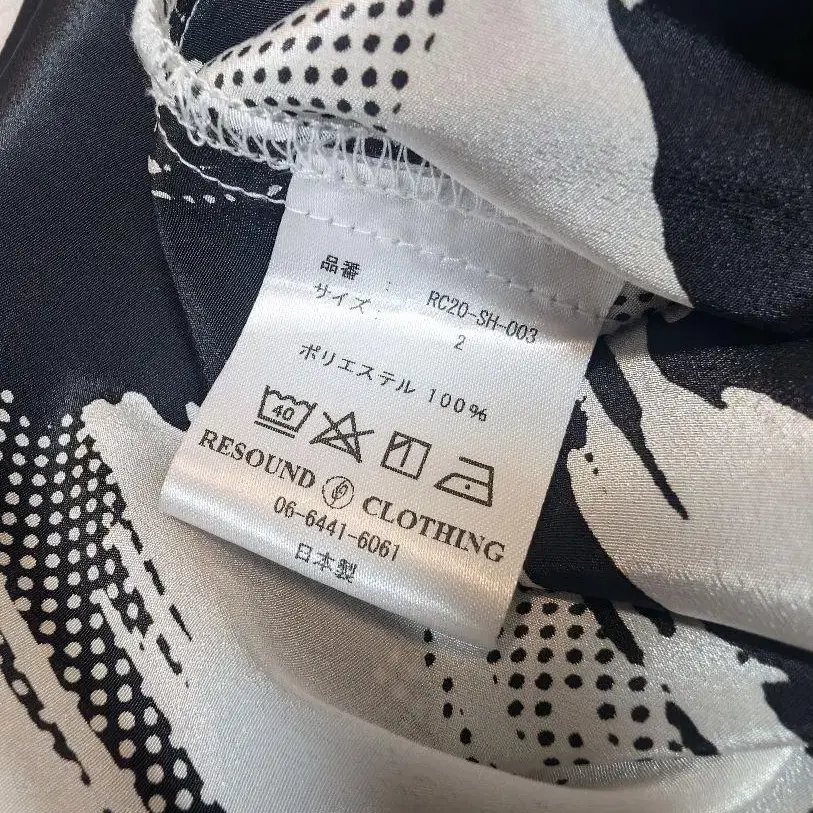 品番 : RC20-SH-003
サイズ : 2
ポリエステル 100%
40
RESOUND CLOTHING
06-6441-6061
日本製